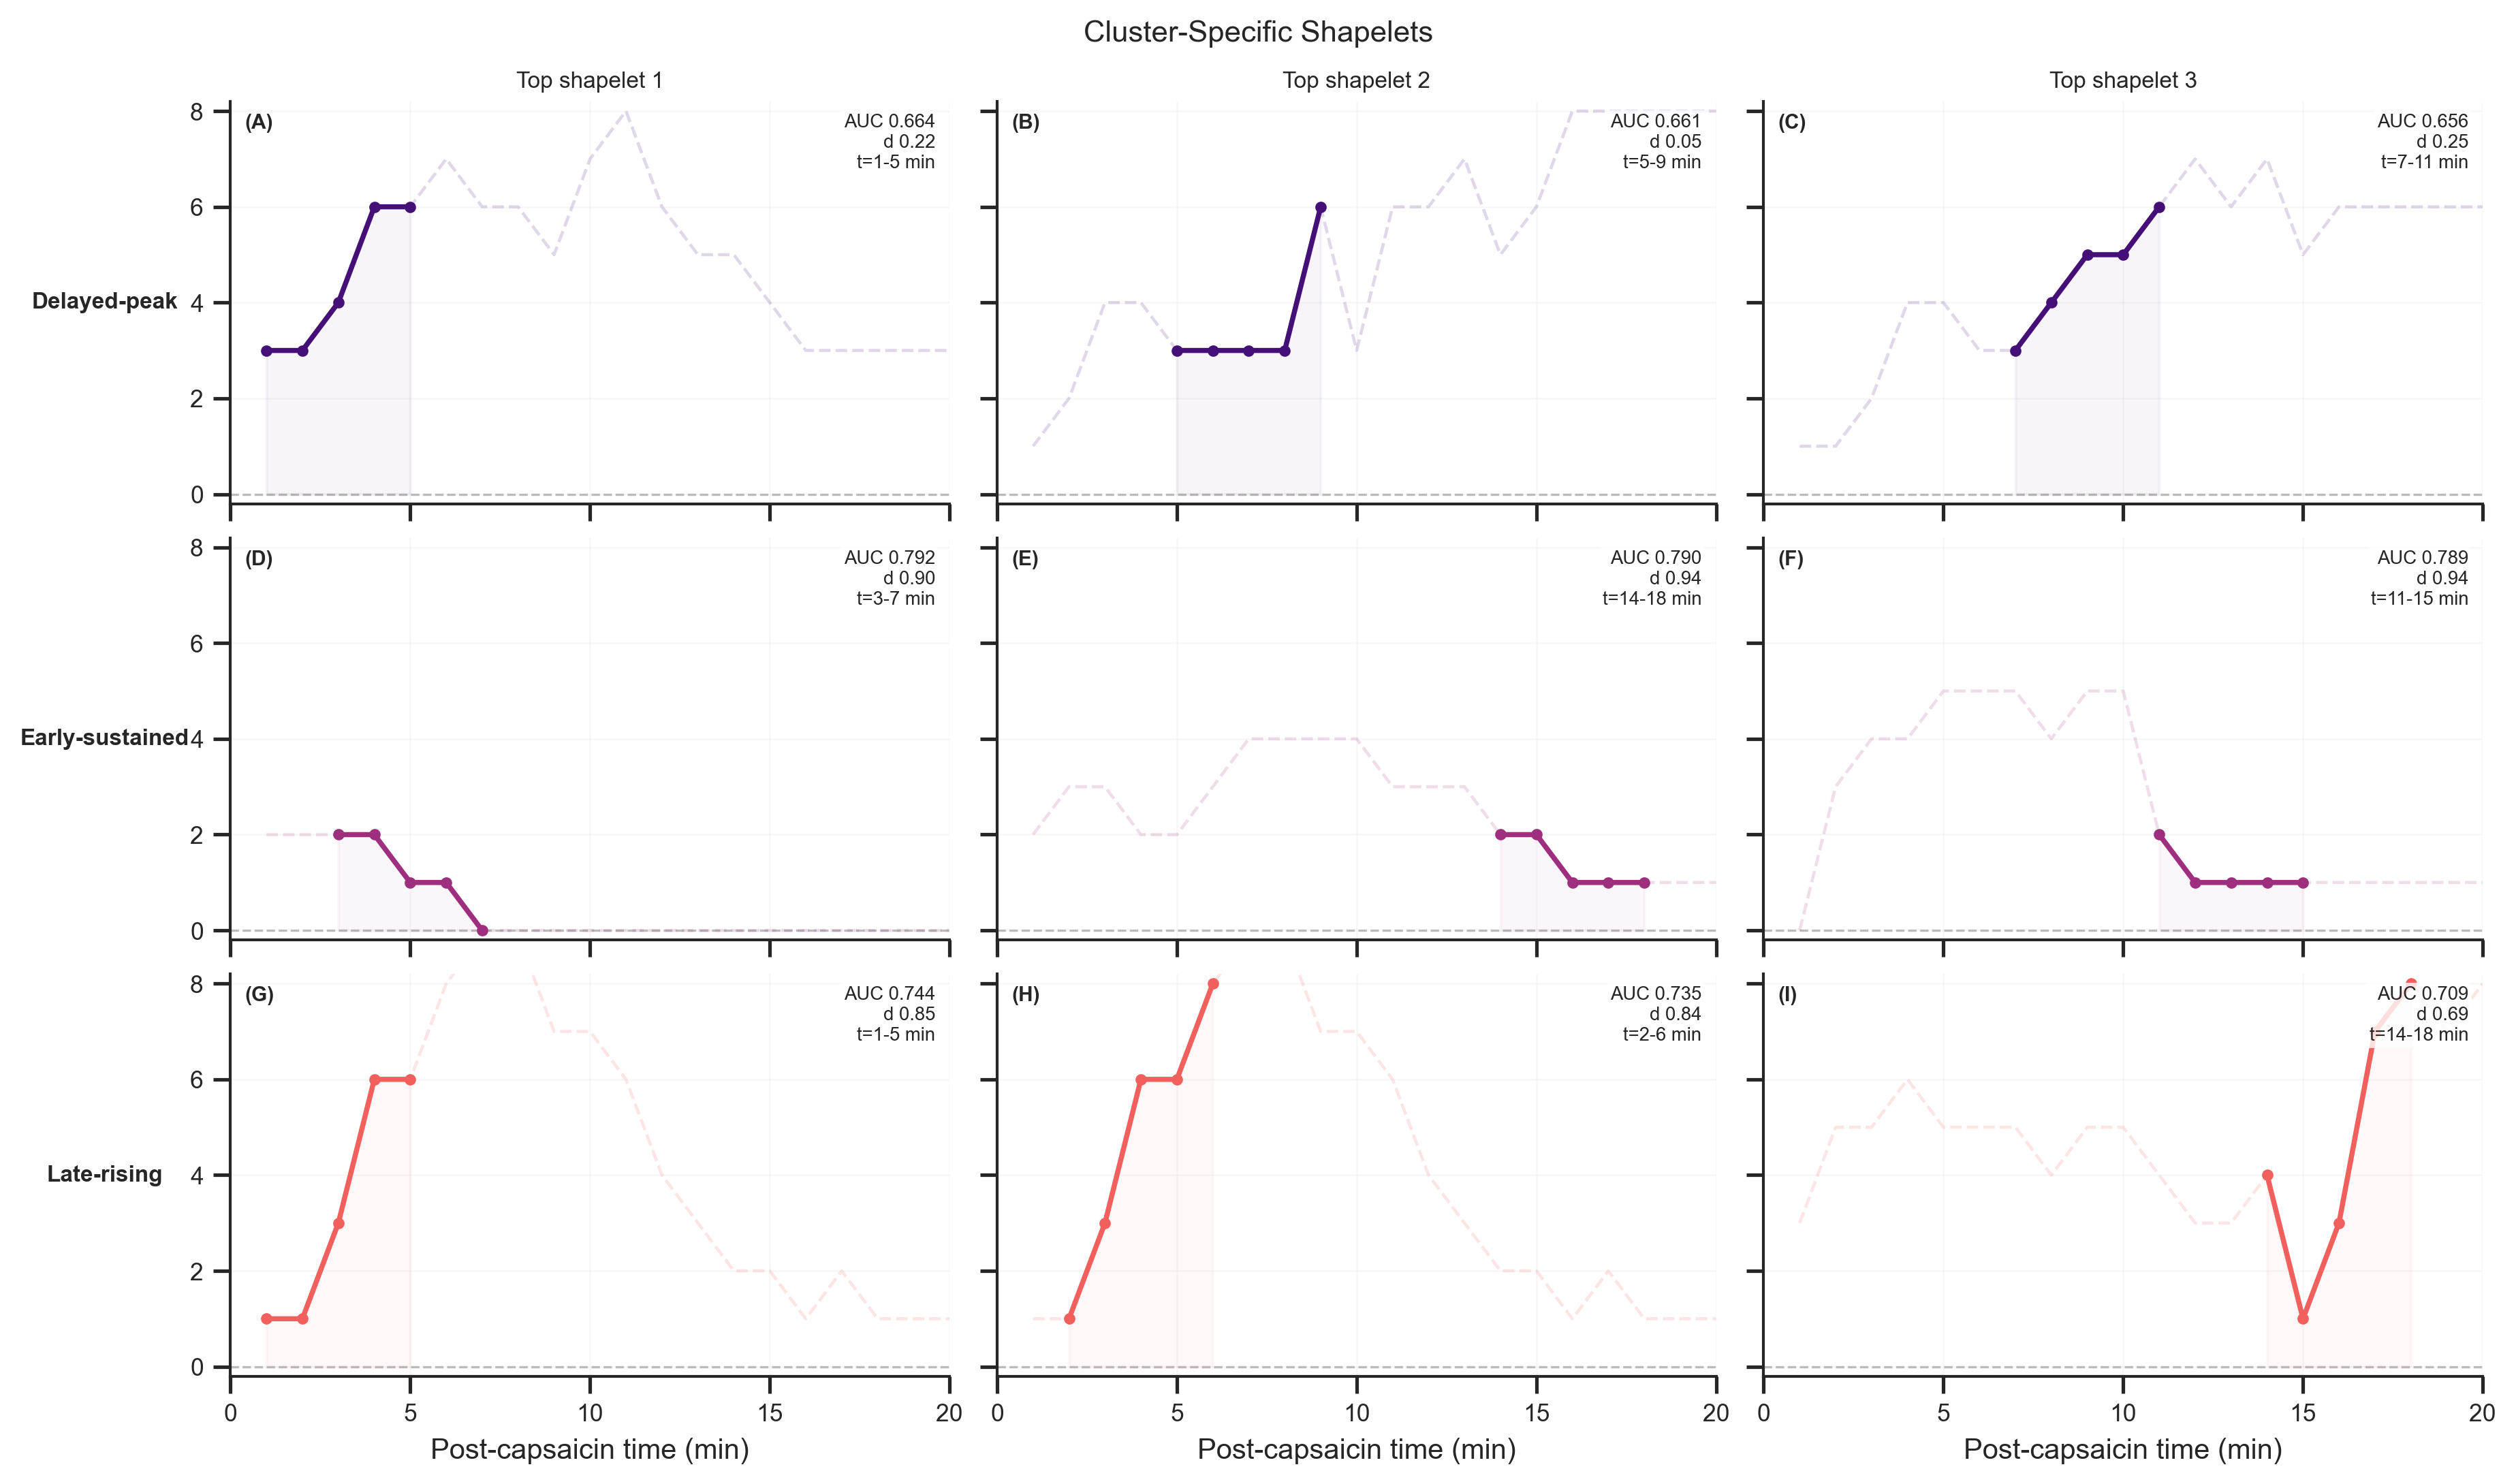 Cluster-Specific Shapelets
Top shapelet 1
Top shapelet 2
Top shapelet 3
Delayed-peak
8
6
4
2
0
(A)
AUC 0.664
d 0.22
t=1-5 min
(B)
AUC 0.661
d 0.05
t=5-9 min
(C)
AUC 0.656
d 0.25
t=7-11 min
Early-sustained
8
6
4
2
0
(D)
AUC 0.792
d 0.90
t=3-7 min
(E)
AUC 0.790
d 0.94
t=14-18 min
(F)
AUC 0.789
d 0.94
t=11-15 min
Late-rising
8
6
4
2
0
(G)
AUC 0.744
d 0.85
t=1-5 min
(H)
AUC 0.735
d 0.84
t=2-6 min
(I)
AUC 0.709
d 0.69
t=14-18 min
0 5 10 15 20
0 5 10 15 20
0 5 10 15 20
Post-capsaicin time (min)
Post-capsaicin time (min)
Post-capsaicin time (min)